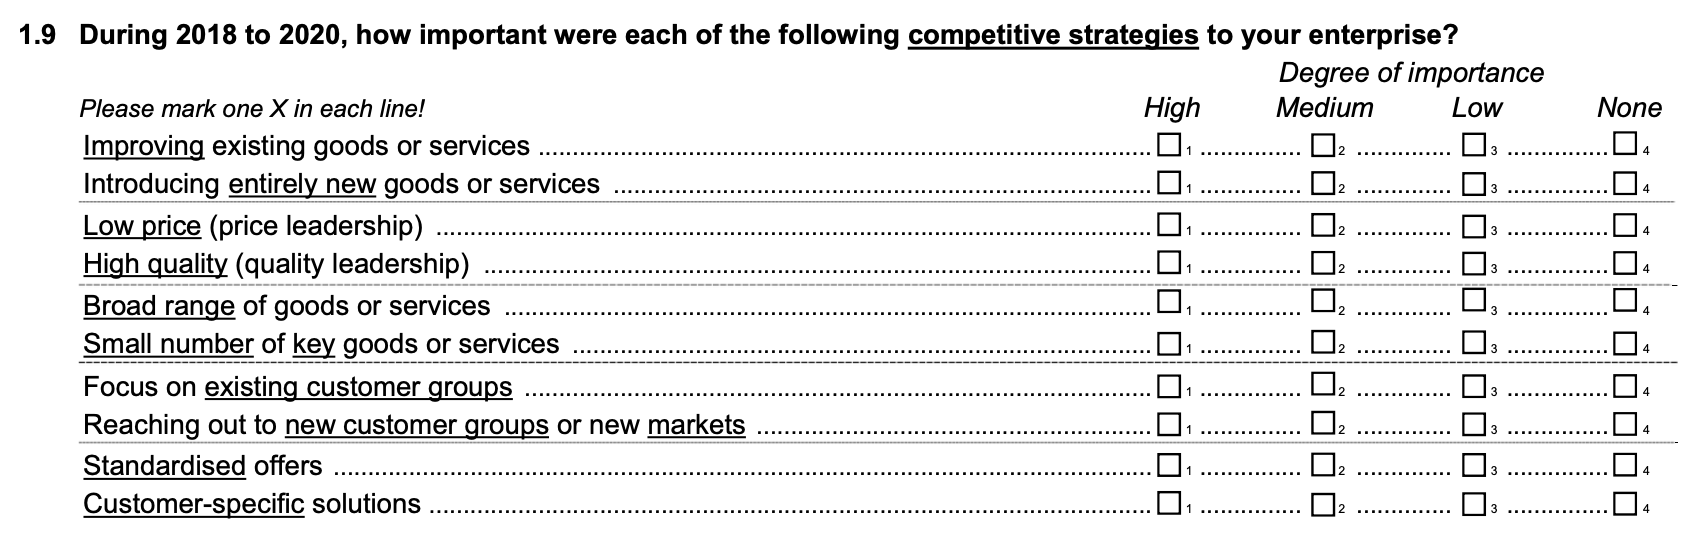 1.9 During 2018 to 2020, how important were each of the following competitive strategies to your enterprise?
Degree of importance
Please mark one X in each line! High Medium Low None
Improving existing goods or services ☐1 ☐2 ☐3 ☐4
Introducing entirely new goods or services ☐1 ☐2 ☐3 ☐4
Low price (price leadership) ☐1 ☐2 ☐3 ☐4
High quality (quality leadership) ☐1 ☐2 ☐3 ☐4
Broad range of goods or services ☐1 ☐2 ☐3 ☐4
Small number of key goods or services ☐1 ☐2 ☐3 ☐4
Focus on existing customer groups ☐1 ☐2 ☐3 ☐4
Reaching out to new customer groups or new markets ☐1 ☐2 ☐3 ☐4
Standardised offers ☐1 ☐2 ☐3 ☐4
Customer-specific solutions ☐1 ☐2 ☐3 ☐4